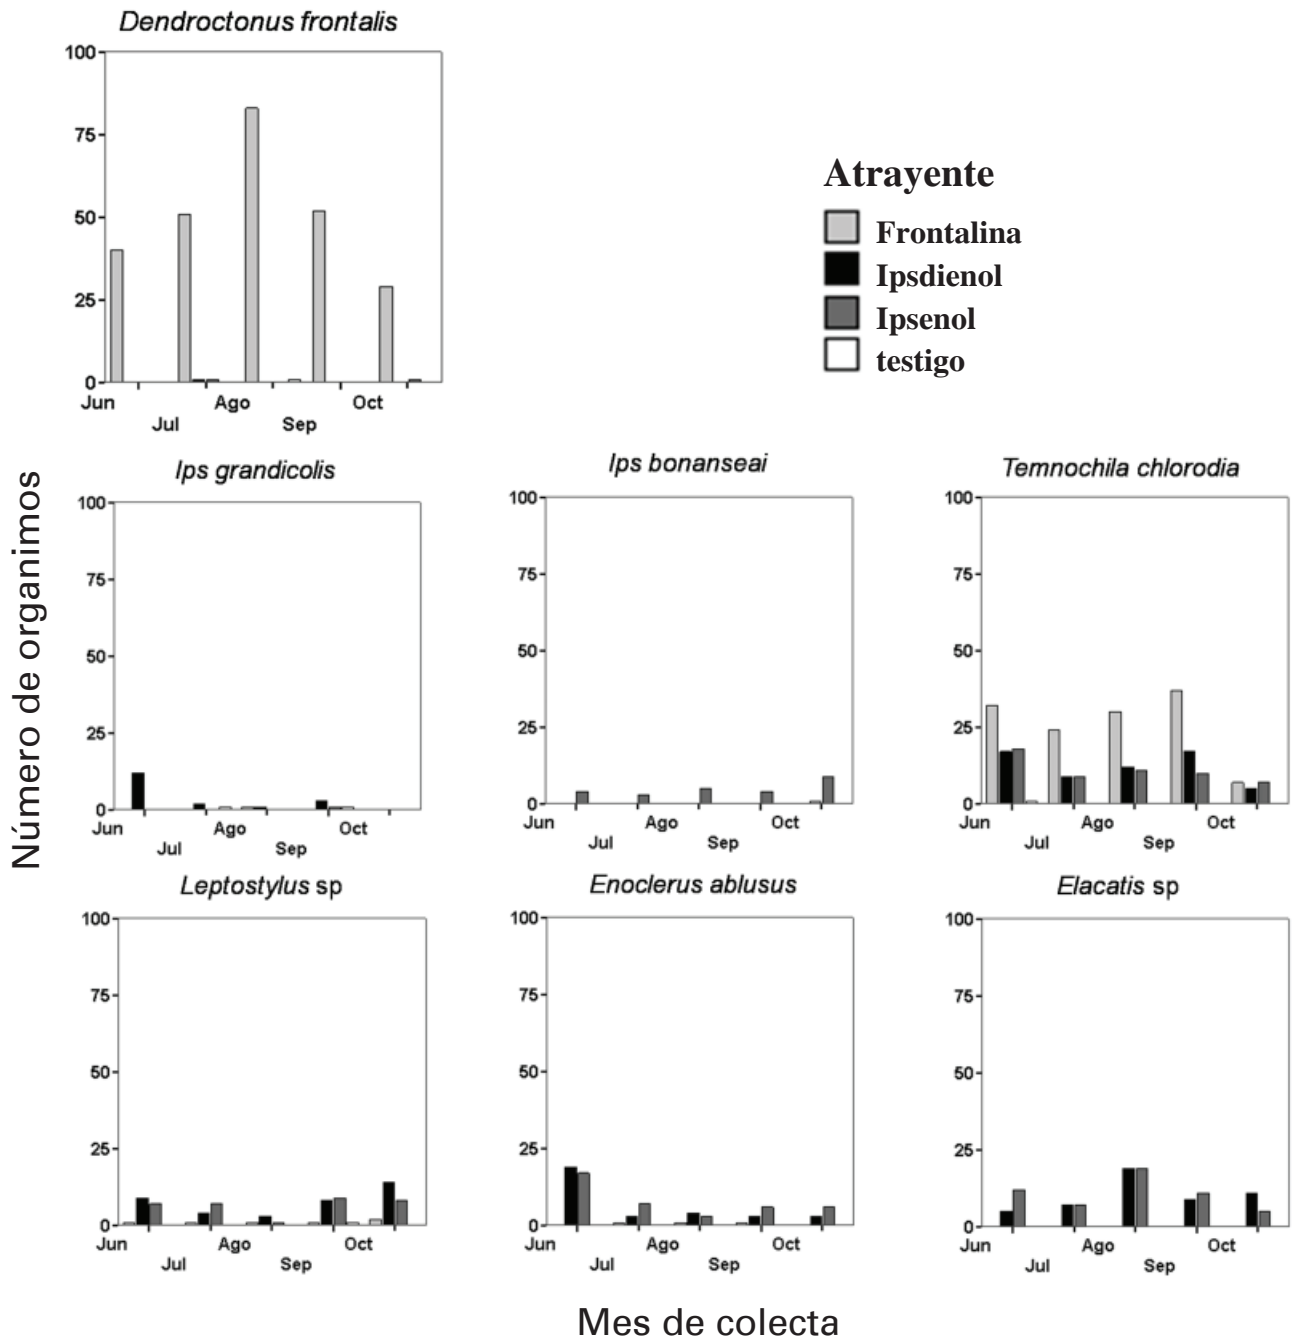 Dendroctonus frontalis
100
75
50
25
0
Jun
Jul
Ago
Sep
Oct
Atrayente
Frontalina
Ipsdienol
Ipsenol
testigo
Número de organimos
Ips grandicolis
100
75
50
25
0
Jun
Jul
Ago
Sep
Oct
Ips bonanseai
100
75
50
25
0
Jun
Jul
Ago
Sep
Oct
Temnochila chlorodia
100
75
50
25
0
Jun
Jul
Ago
Sep
Oct
Leptostylus sp
100
75
50
25
0
Jun
Jul
Ago
Sep
Oct
Enoclerus ablusus
100
75
50
25
0
Jun
Jul
Ago
Sep
Oct
Elacatis sp
100
75
50
25
0
Jun
Jul
Ago
Sep
Oct
Mes de colecta